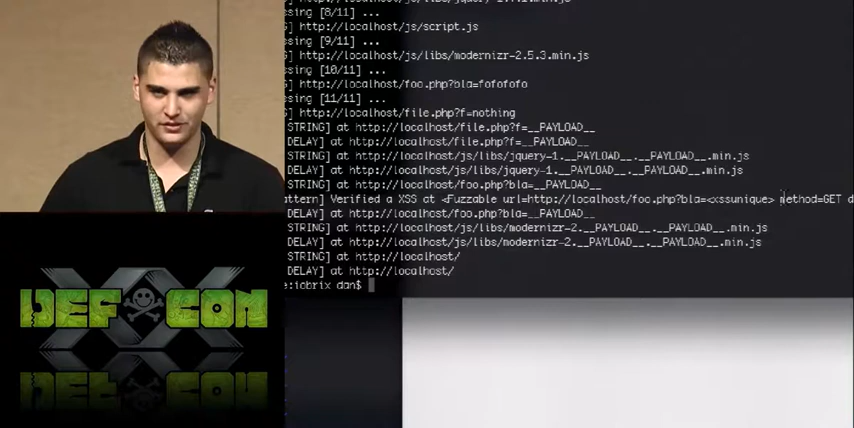 ssing [8/11] ...
] http://localhost/js/script.js
ssing [9/11] ...
] http://localhost/js/libs/modernizr-2.5.3.min.js
ssing [10/11] ...
] http://localhost/foo.php?bla=fofofofo
ssing [11/11] ...
] http://localhost/file.php?f=nothing
STRING] at http://localhost/file.php?f=__PAYLOAD__
DELAY] at http://localhost/file.php?f=__PAYLOAD__
STRING] at http://localhost/js/libs/jquery-1.__PAYLOAD__.__PAYLOAD__.min.js
DELAY] at http://localhost/js/libs/jquery-1.__PAYLOAD__.__PAYLOAD__.min.js
STRING] at http://localhost/foo.php?bla=__PAYLOAD__
attern] Verified a XSS at <Fuzzable url=http://localhost/foo.php?bla=<xssunique> method=GET d
DELAY] at http://localhost/foo.php?bla=__PAYLOAD__
STRING] at http://localhost/js/libs/modernizr-2.__PAYLOAD__.__PAYLOAD__.min.js
DELAY] at http://localhost/js/libs/modernizr-2.__PAYLOAD__.__PAYLOAD__.min.js
STRING] at http://localhost/
DELAY] at http://localhost/
e:iobrix dan$
XX
DEF CON